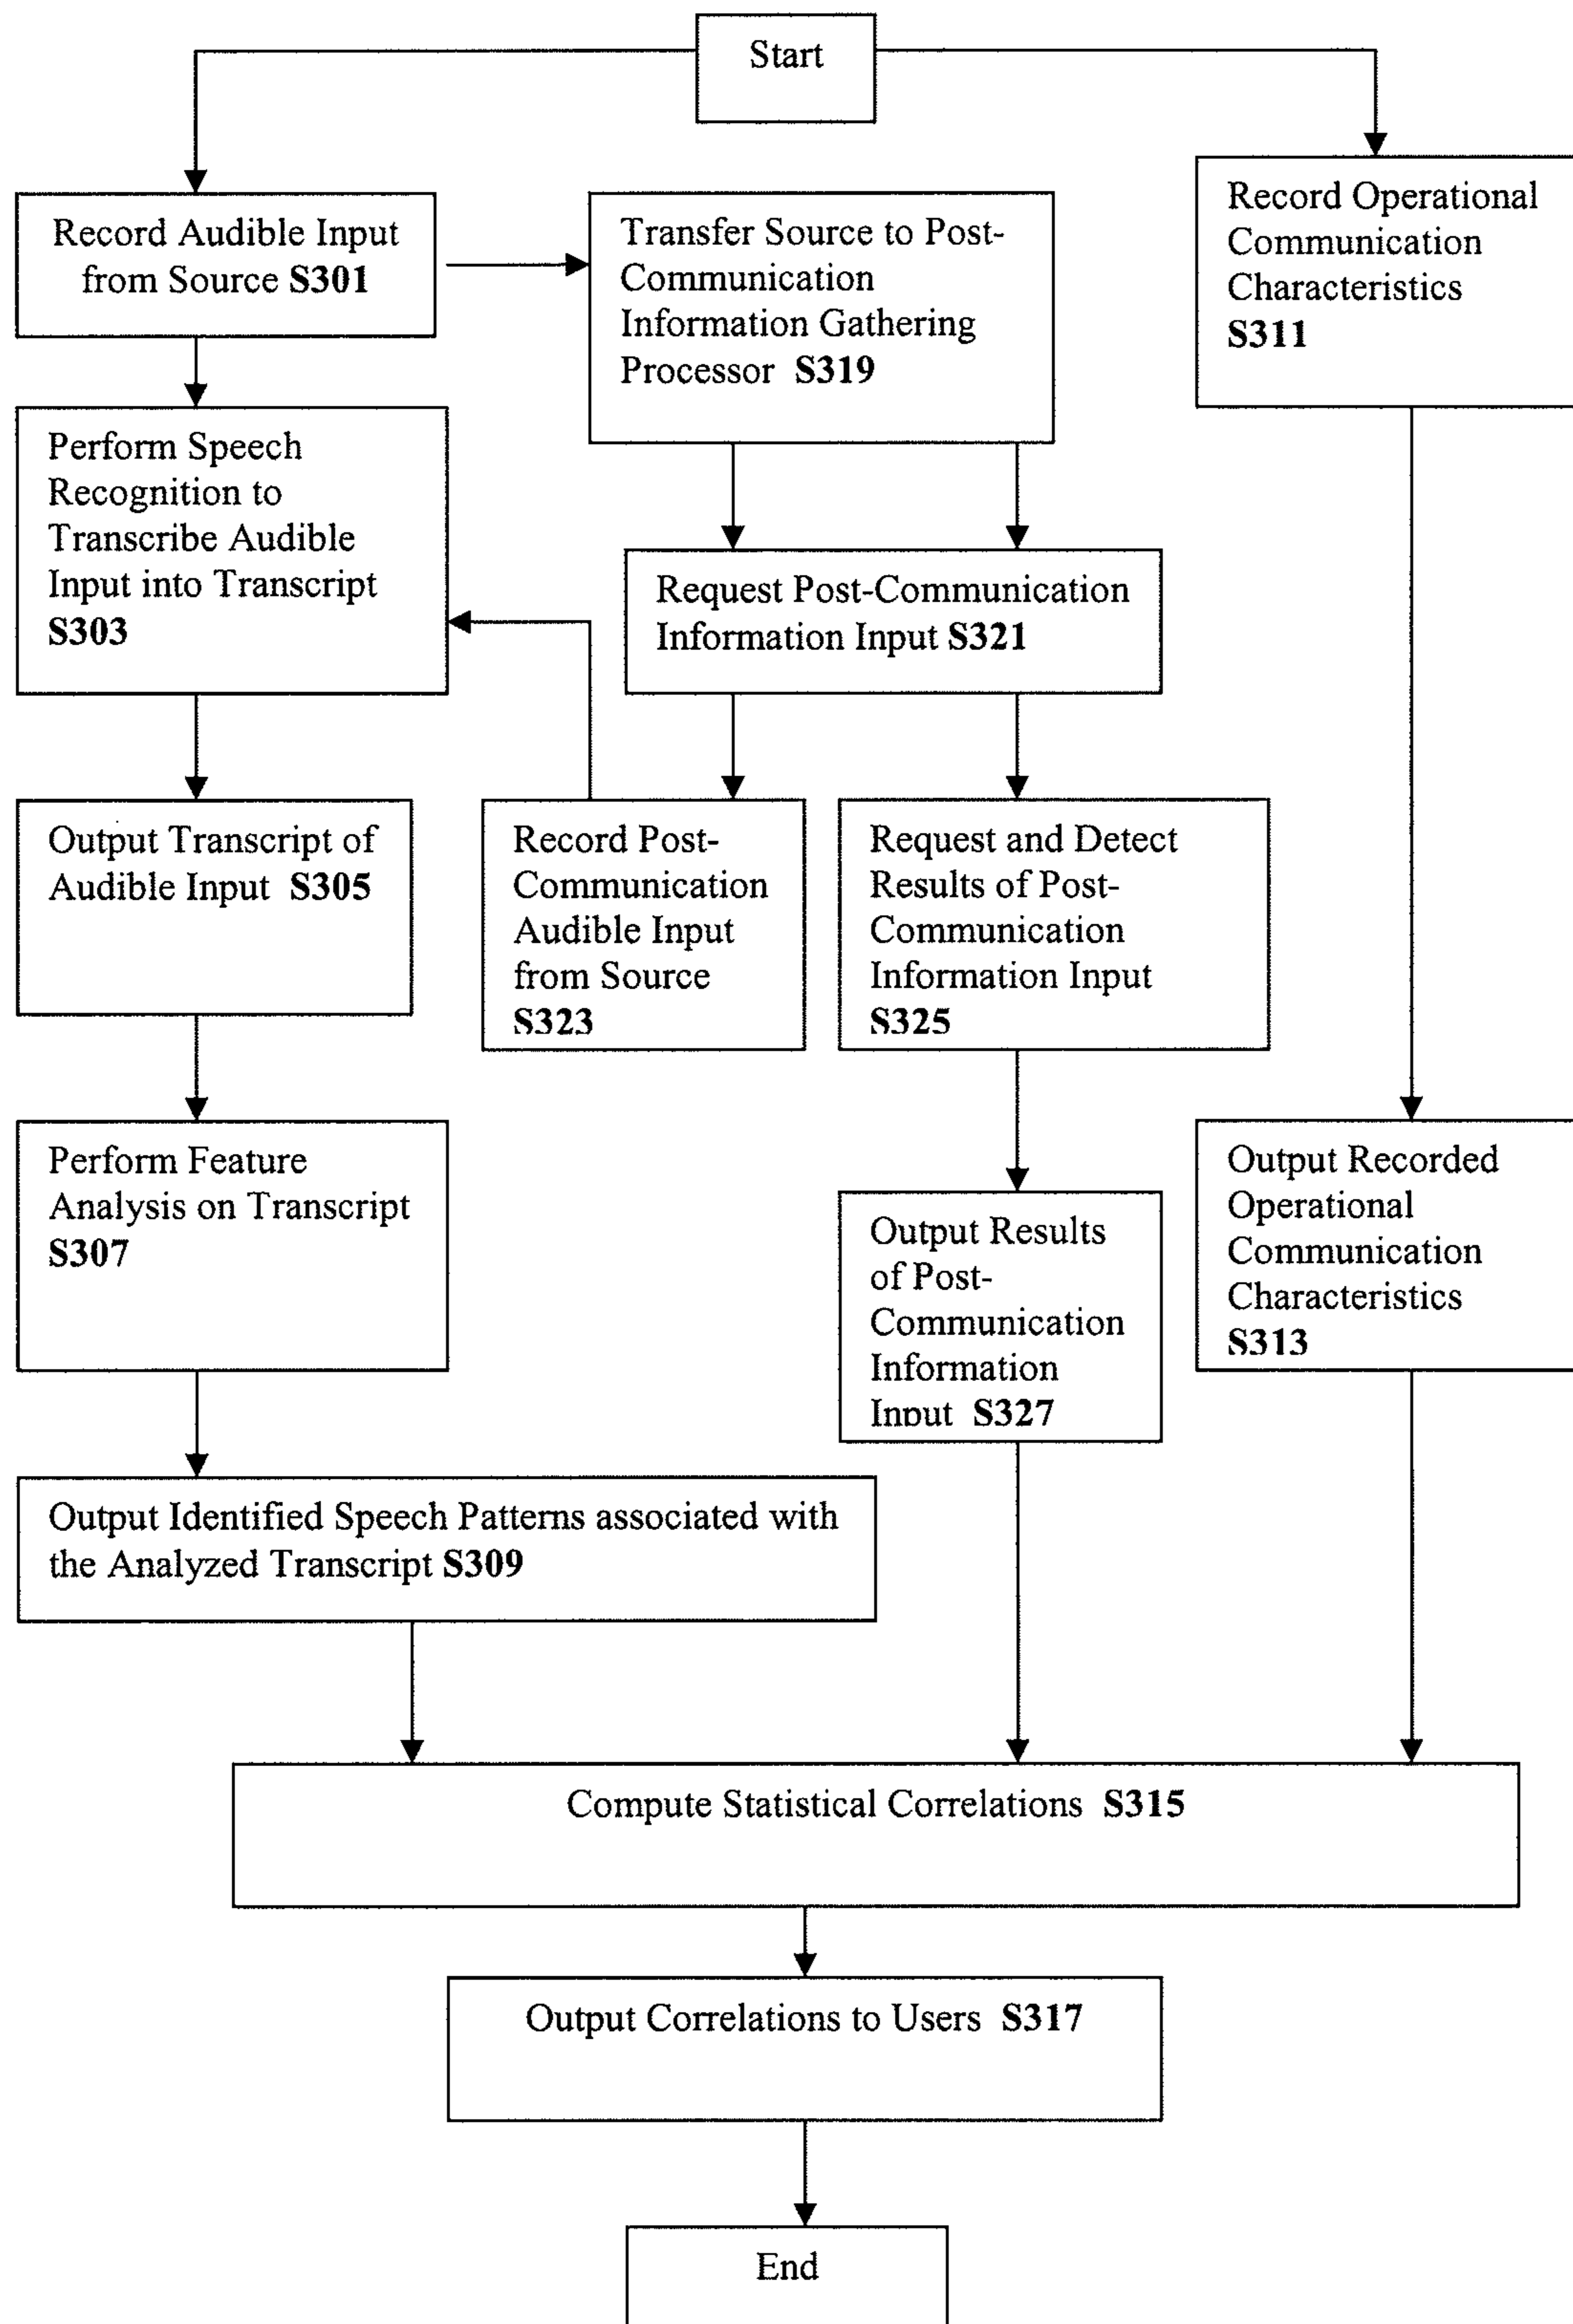 Start
Record Audible Input
from Source S301
Transfer Source to Post-
Communication
Information Gathering
Processor S319
Record Operational
Communication
Characteristics
S311
Perform Speech
Recognition to
Transcribe Audible
Input into Transcript
S303
Request Post-Communication
Information Input S321
Output Transcript of
Audible Input S305
Record Post-
Communication
Audible Input
from Source
S323
Request and Detect
Results of Post-
Communication
Information Input
S325
Perform Feature
Analysis on Transcript
S307
Output Results
of Post-
Communication
Information
Input S327
Output Recorded
Operational
Communication
Characteristics
S313
Output Identified Speech Patterns associated with
the Analyzed Transcript S309
Compute Statistical Correlations S315
Output Correlations to Users S317
End